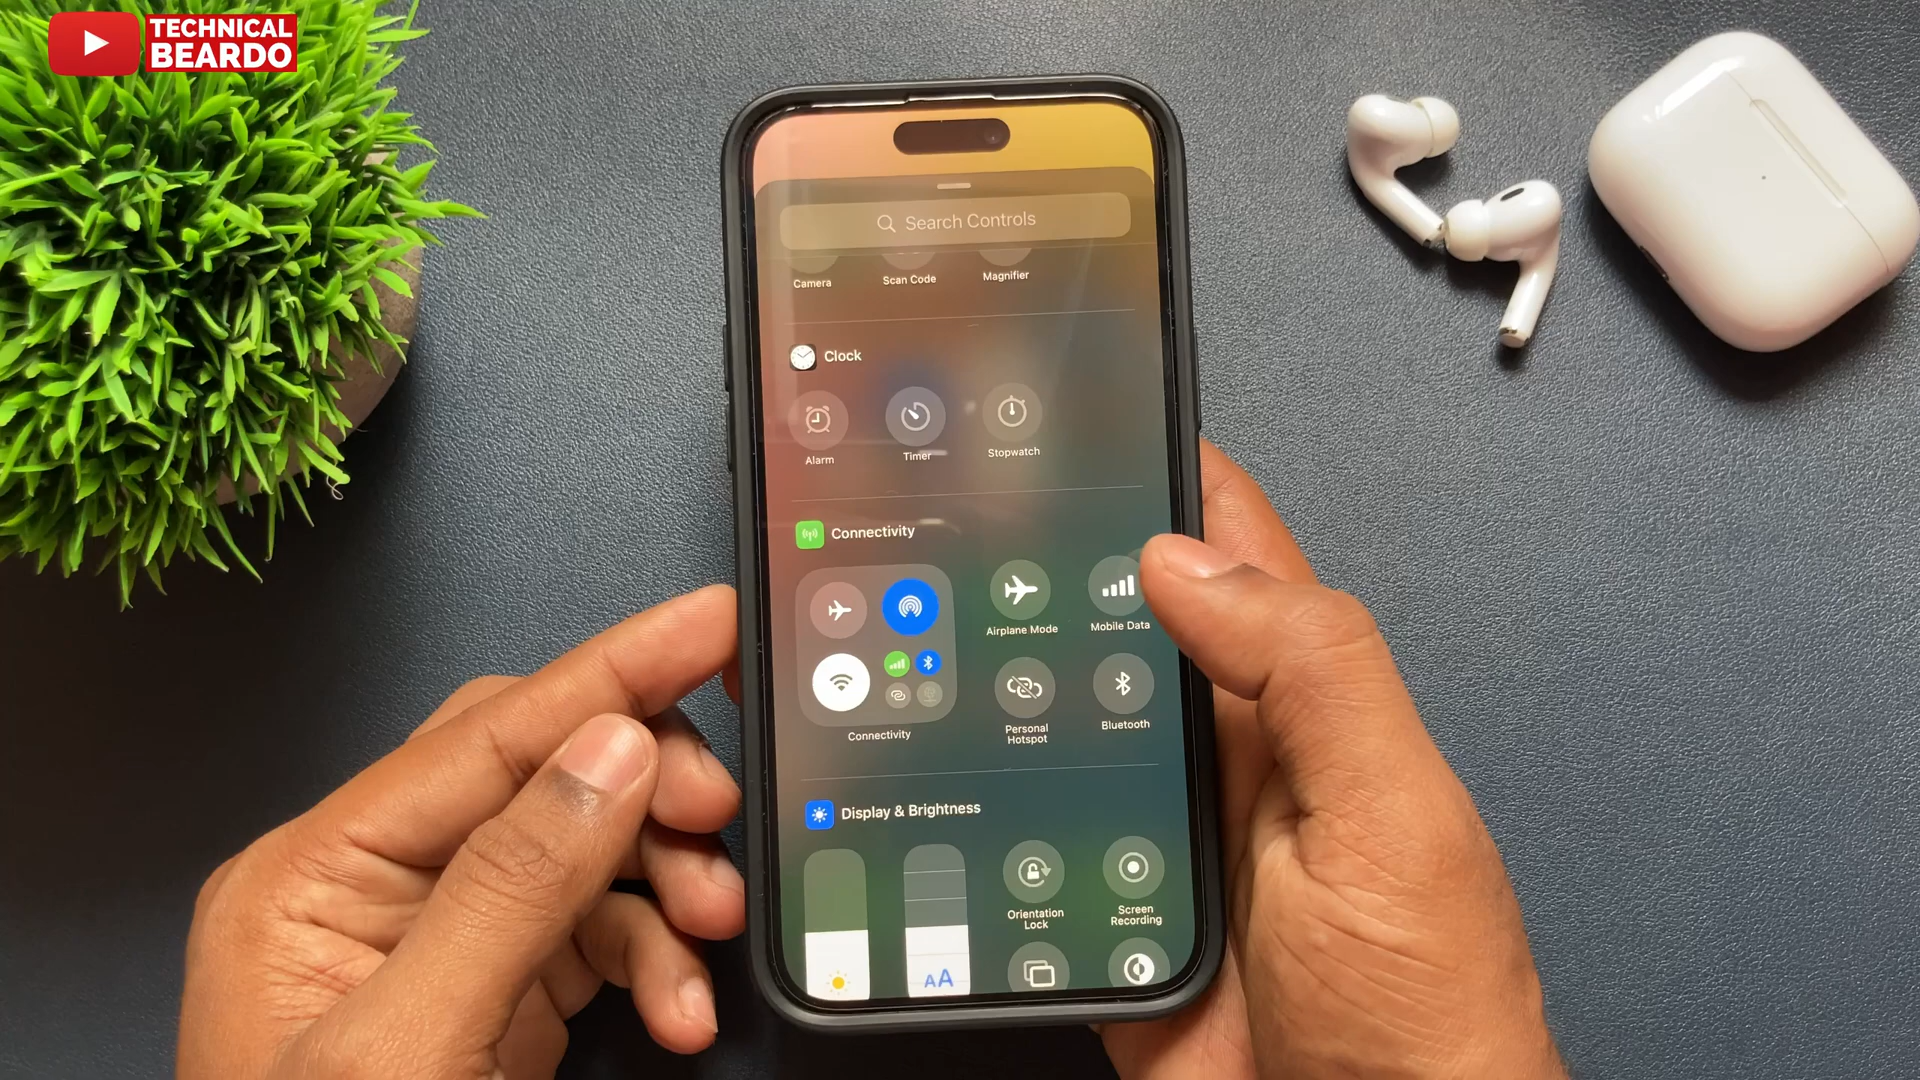 TECHNICAL
BEARDO
Search Controls
Camera
Scan Code
Magnifier
Clock
Alarm
Timer
Stopwatch
Connectivity
Airplane Mode
Mobile Data
Personal
Hotspot
Bluetooth
Connectivity
Display & Brightness
Orientation
Lock
Screen
Recording
AA